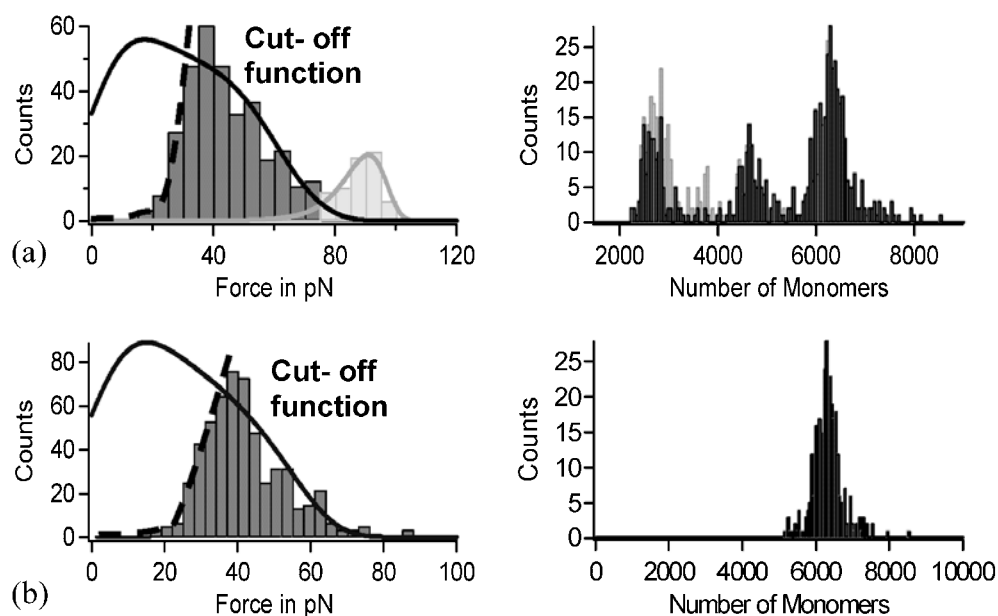 60
40
20
0
Counts
Cut- off
function
0 40 80 120
Force in pN
25
20
15
10
5
0
Counts
2000 4000 6000 8000
Number of Monomers
(a)
80
60
40
20
0
Counts
Cut- off
function
0 20 40 60 80 100
Force in pN
25
20
15
10
5
0
Counts
0 2000 4000 6000 8000 10000
Number of Monomers
(b)